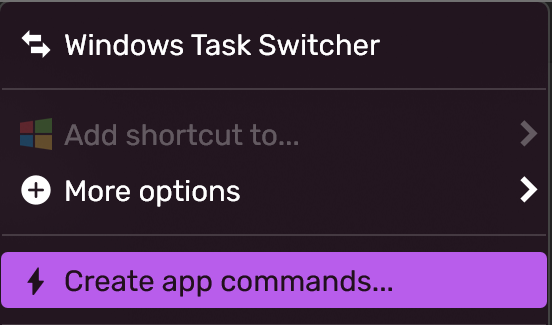 Windows Task Switcher
Add shortcut to...
More options
Create app commands...